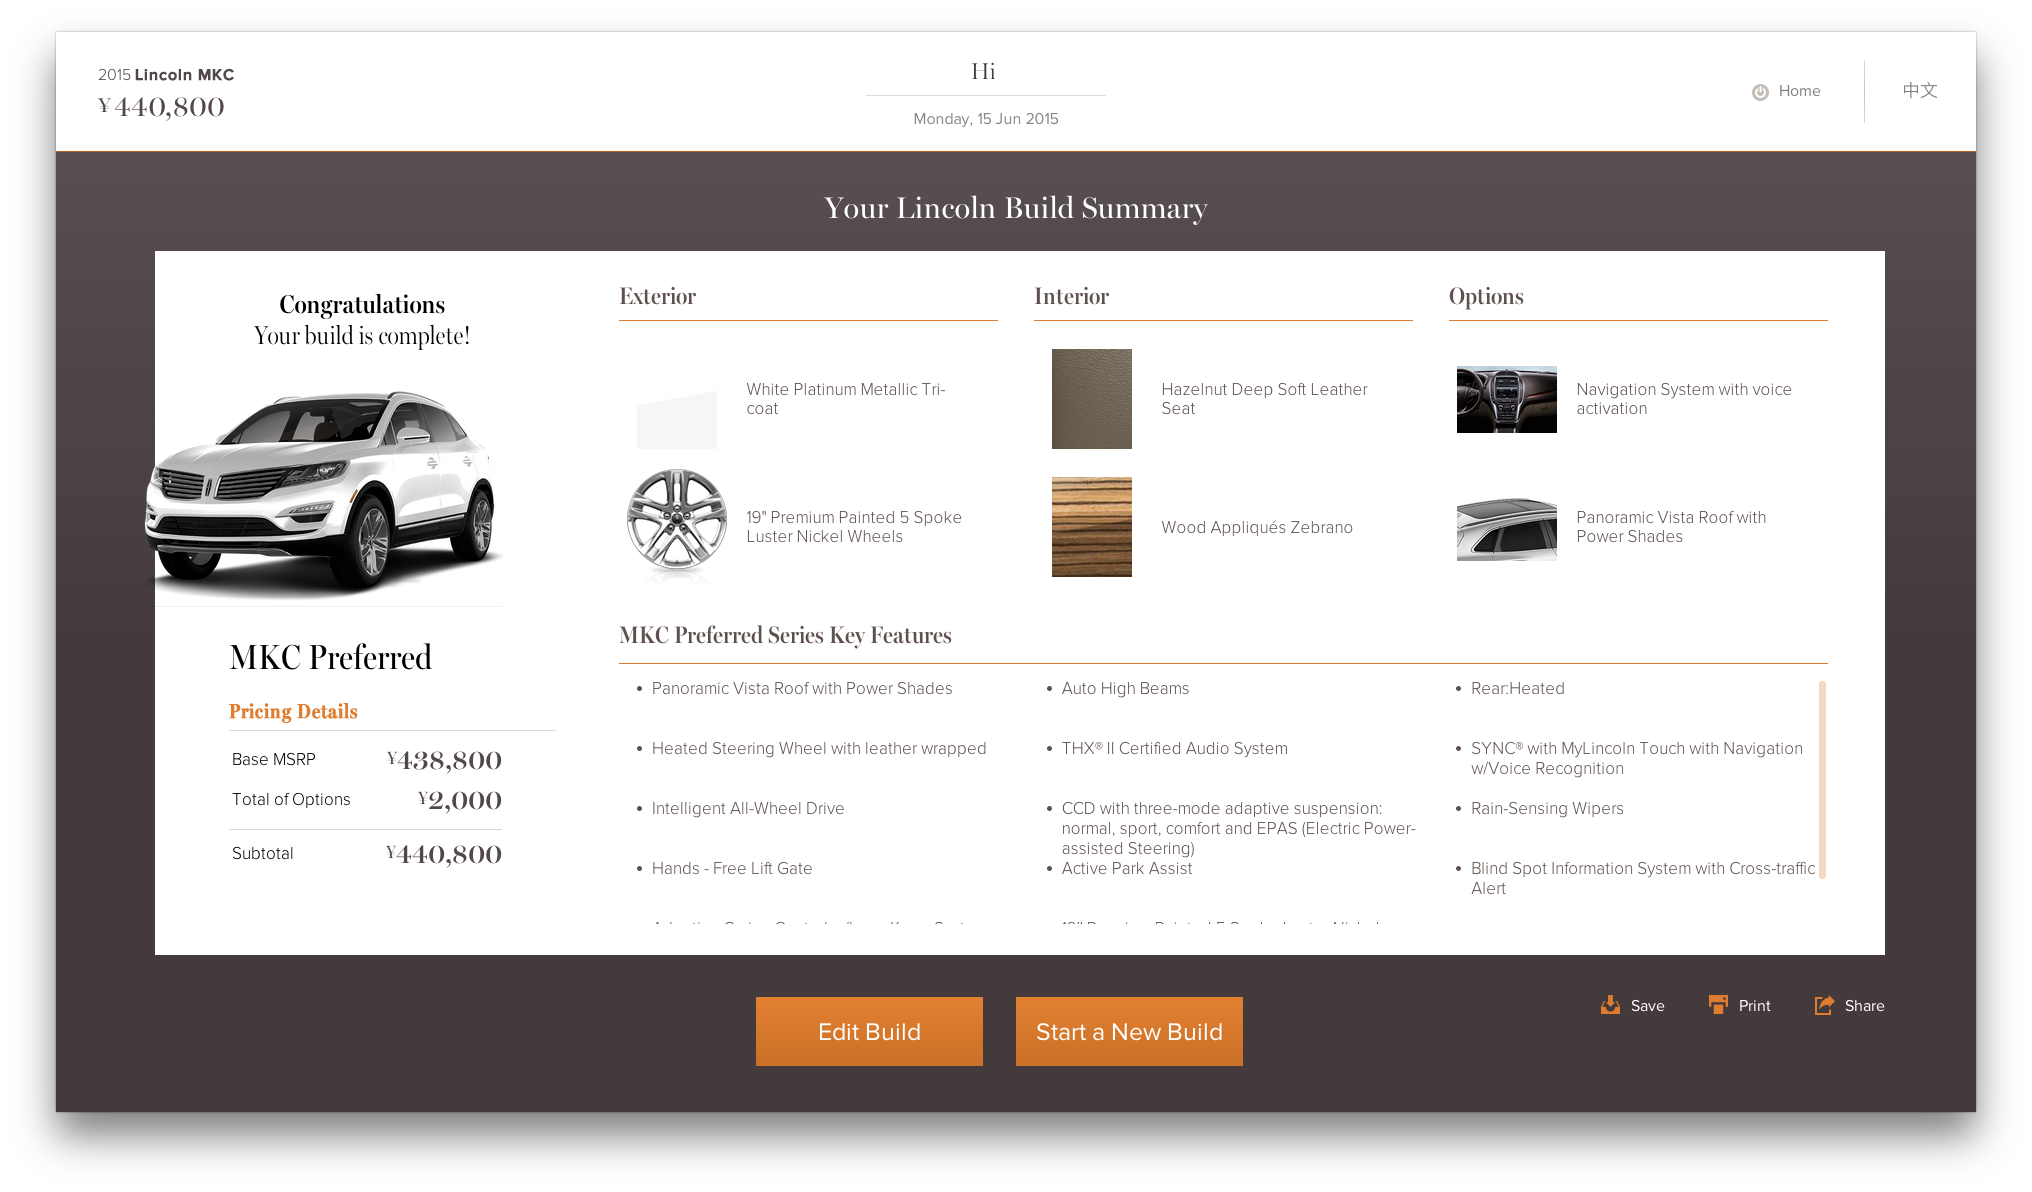 2015 Lincoln MKC
¥440,800
Hi
Monday, 15 Jun 2015
Home
中文
Your Lincoln Build Summary
Congratulations
Your build is complete!
MKC Preferred
Pricing Details
Base MSRP ¥438,800
Total of Options ¥2,000
Subtotal ¥440,800
Exterior
White Platinum Metallic Tri-
coat
19" Premium Painted 5 Spoke
Luster Nickel Wheels
Interior
Hazelnut Deep Soft Leather
Seat
Wood Appliqués Zebrano
Options
Navigation System with voice
activation
Panoramic Vista Roof with
Power Shades
MKC Preferred Series Key Features
• Panoramic Vista Roof with Power Shades
• Auto High Beams
• Rear:Heated
• Heated Steering Wheel with leather wrapped
• THX® II Certified Audio System
• SYNC® with MyLincoln Touch with Navigation
w/Voice Recognition
• Intelligent All-Wheel Drive
• CCD with three-mode adaptive suspension:
normal, sport, comfort and EPAS (Electric Power-
assisted Steering)
• Rain-Sensing Wipers
• Hands - Free Lift Gate
• Active Park Assist
• Blind Spot Information System with Cross-traffic
Alert
Edit Build
Start a New Build
Save
Print
Share